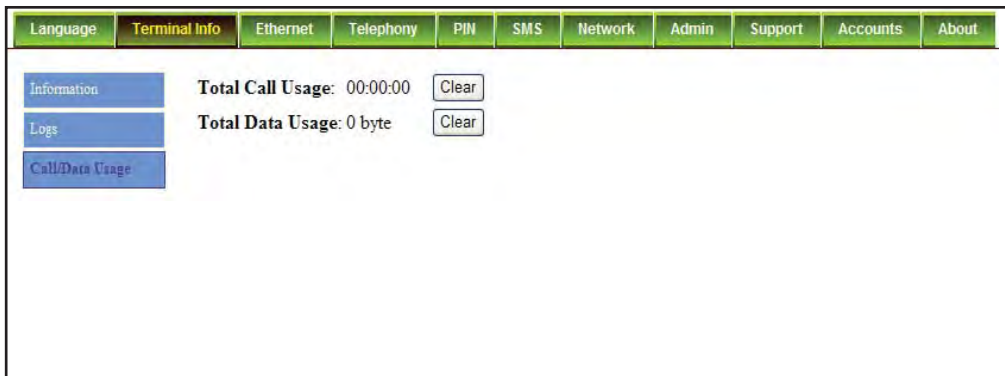 Language Terminal Info Ethernet Telephony PIN SMS Network Admin Support Accounts About
Information
Logs
Call/Data Usage
Total Call Usage: 00:00:00 Clear
Total Data Usage: 0 byte Clear